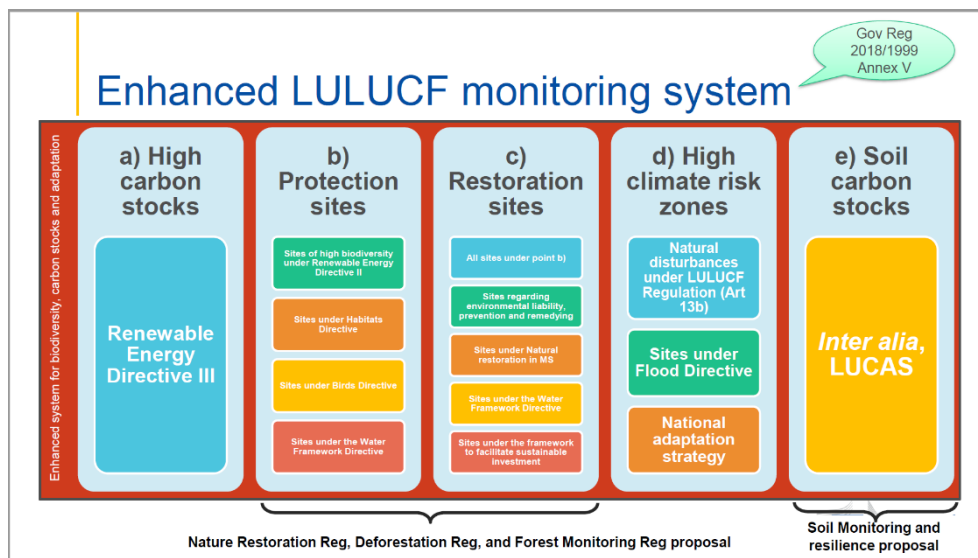 Gov Reg
2018/1999
Annex V
Enhanced LULUCF monitoring system
Enhanced system for biodiversity, carbon stocks and adaptation
a) High
carbon
stocks
Renewable
Energy
Directive III
b)
Protection
sites
Sites of high biodiversity under
Renewable Energy
Directive II
Sites under Habitats
Directive
Sites under Birds Directive
Sites under the Water
Framework Directive
c)
Restoration
sites
All sites under point b)
Sites regarding
environmental liability,
prevention and remedying
Sites under Natural
restoration in MS
Sites under the Water
Framework Directive
Sites under the framework
to facilitate sustainable
investment
d) High
climate risk
zones
Natural
disturbances
under LULUCF
Regulation (Art
13b)
Sites under
Flood Directive
National
adaptation
strategy
e) Soil
carbon
stocks
Inter alia,
LUCAS
Nature Restoration Reg, Deforestation Reg, and Forest Monitoring Reg proposal
Soil Monitoring and
resilience proposal